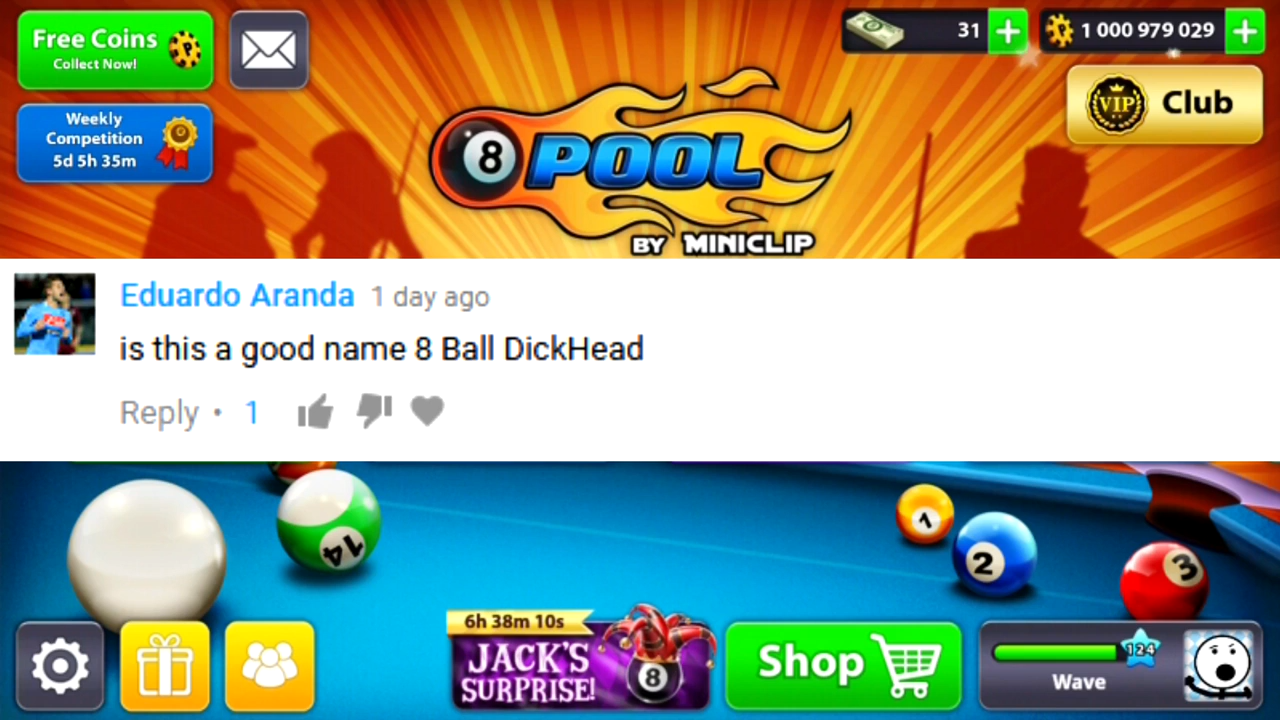 Free Coins
Collect Now!
31 +
1 000 979 029 +
Weekly
Competition
5d 5h 35m
VIP Club
8 POOL
BY MINICLIP
Eduardo Aranda 1 day ago
is this a good name 8 Ball DickHead
Reply • 1
14
1
2
3
6h 38m 10s
JACK'S
SURPRISE!
8
Shop
124
Wave